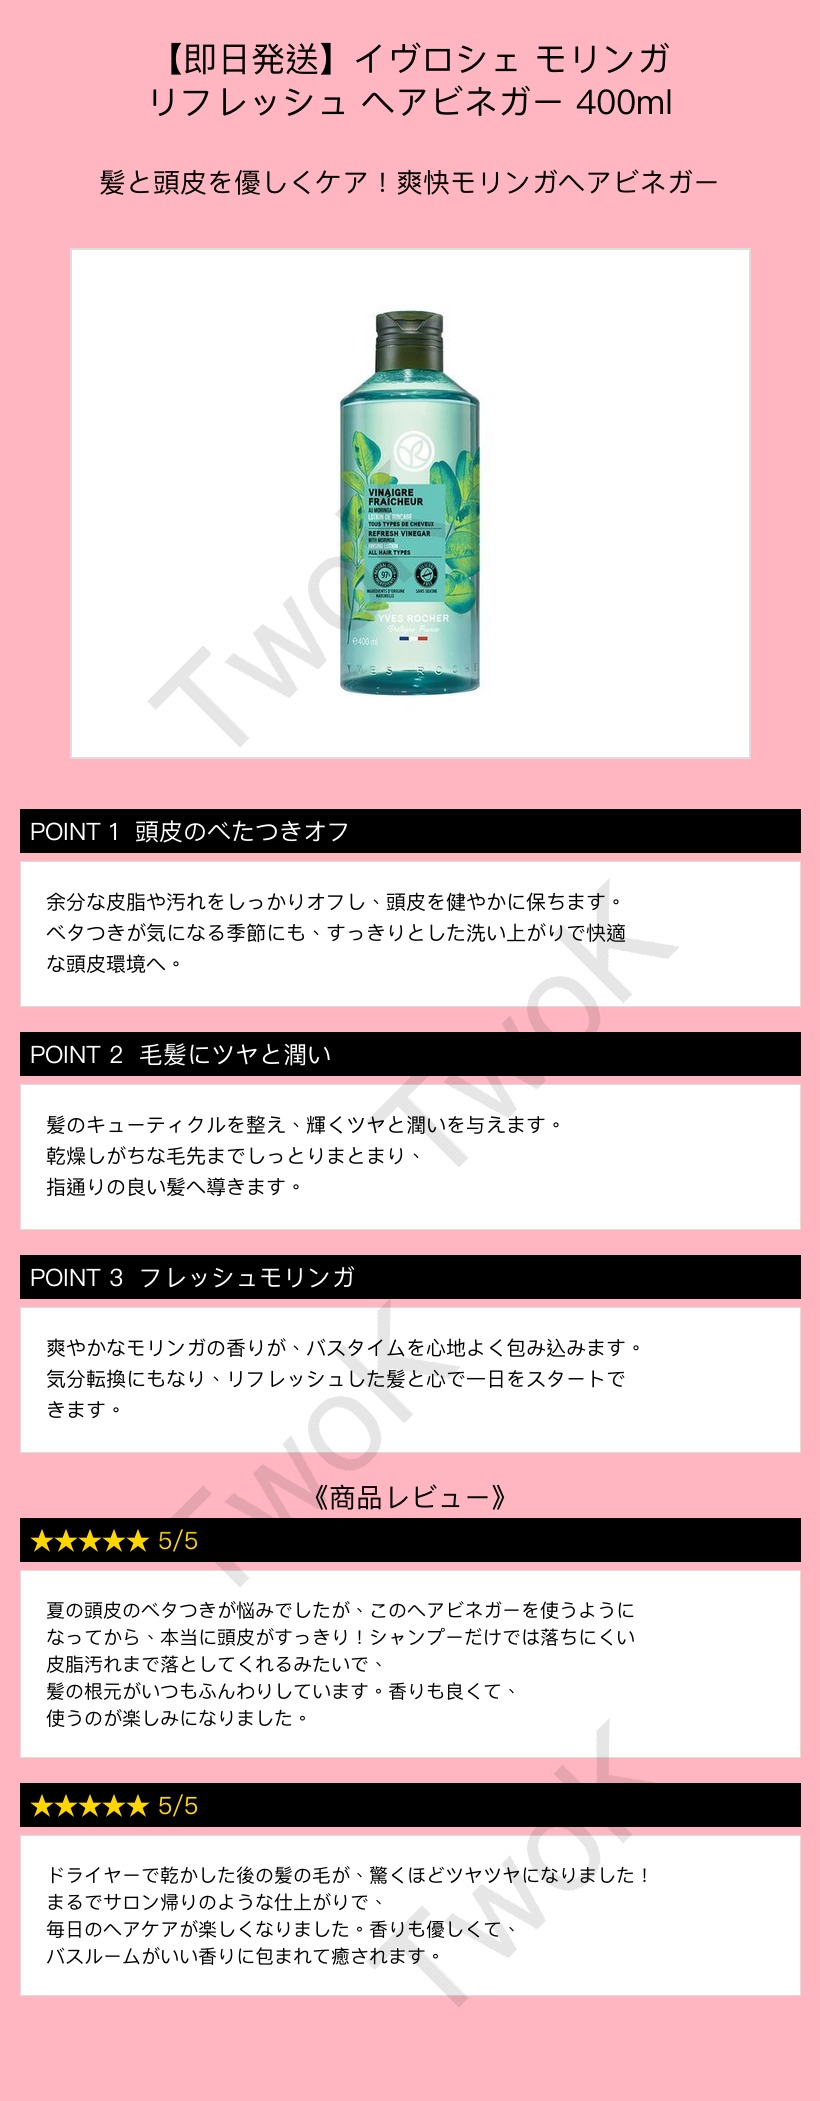 【即日発送】イヴロシェ モリンガ
リフレッシュ ヘアビネガー 400ml
髪と頭皮を優しくケア！爽快モリンガヘアビネガー
VINAIGRE
FRAÎCHEUR
AU MORINGA
LOTION DE RINÇAGE
TOUS TYPES DE CHEVEUX
REFRESH VINEGAR
WITH MORINGA
RINSING LOTION
ALL HAIR TYPES
97%
INGRÉDIENTS D'ORIGINE
NATURELLE
SANS SILICONE
YVES ROCHER
Bretagne France
℮400 ml
YVES ROCHE
TwoK
POINT 1 頭皮のべたつきオフ
余分な皮脂や汚れをしっかりオフし、頭皮を健やかに保ちます。
ベタつきが気になる季節にも、すっきりとした洗い上がりで快適
な頭皮環境へ。
TwoK
POINT 2 毛髪にツヤと潤い
髪のキューティクルを整え、輝くツヤと潤いを与えます。
乾燥しがちな毛先までしっとりまとまり、
指通りの良い髪へ導きます。
POINT 3 フレッシュモリンガ
爽やかなモリンガの香りが、バスタイムを心地よく包み込みます。
気分転換にもなり、リフレッシュした髪と心で一日をスタートで
きます。
TwoK
《商品レビュー》
★★★★★ 5/5
夏の頭皮のベタつきが悩みでしたが、このヘアビネガーを使うように
なってから、本当に頭皮がすっきり！シャンプーだけでは落ちにくい
皮脂汚れまで落としてくれるみたいで、
髪の根元がいつもふんわりしています。香りも良くて、
使うのが楽しみになりました。
★★★★★ 5/5
ドライヤーで乾かした後の髪の毛が、驚くほどツヤツヤになりました！
まるでサロン帰りのような仕上がりで、
毎日のヘアケアが楽しくなりました。香りも優しくて、
バスルームがいい香りに包まれて癒されます。
TwoK